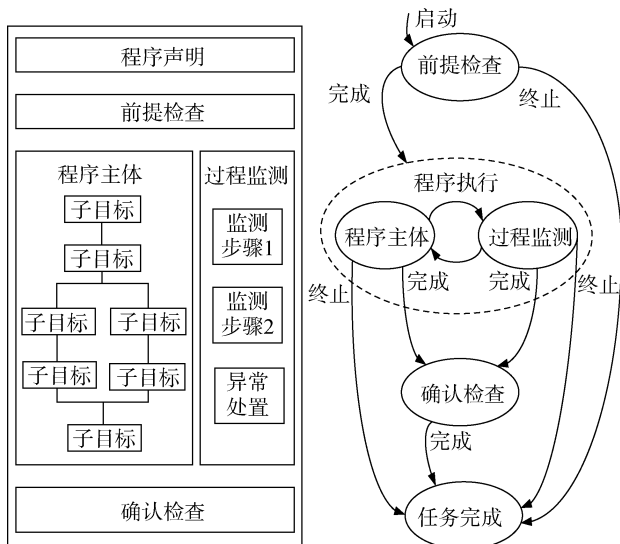 程序声明
前提检查
程序主体
子目标
子目标
子目标
子目标
子目标
子目标
子目标
过程监测
监测
步骤1
监测
步骤2
异常
处置
确认检查
启动
前提检查
完成
终止
程序执行
程序主体
过程监测
终止
完成
完成
终止
确认检查
完成
任务完成